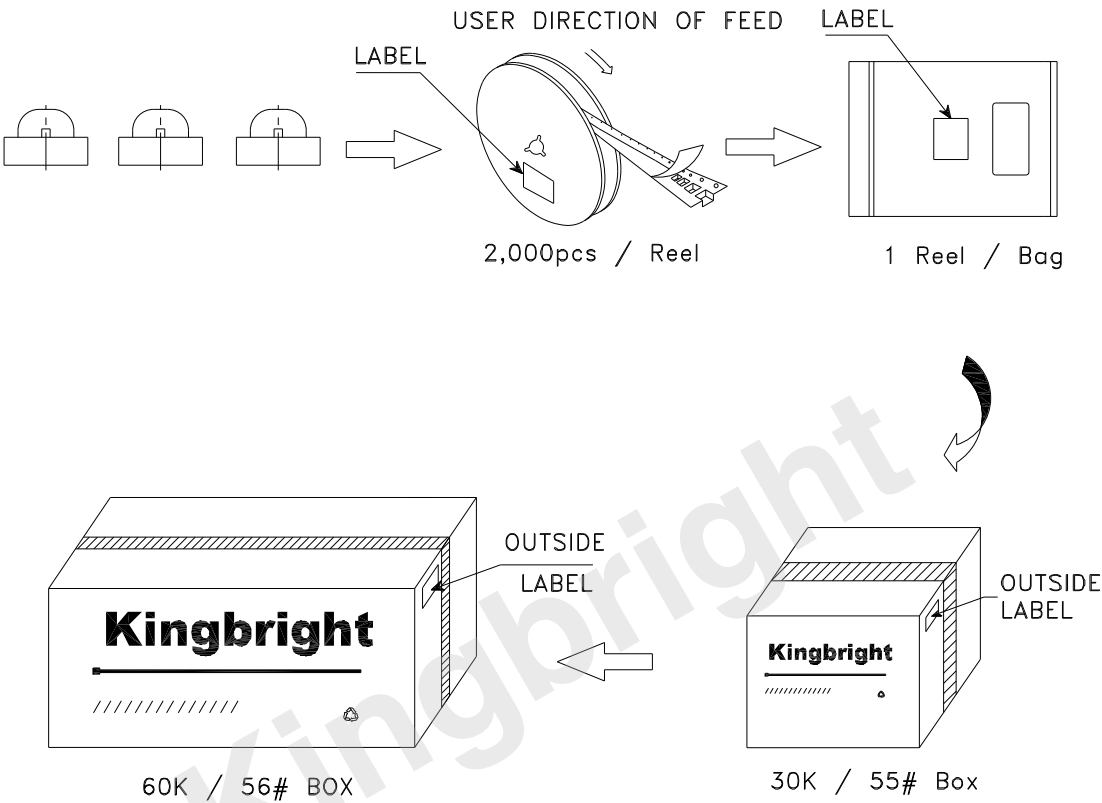 USER DIRECTION OF FEED
LABEL
LABEL
2,000pcs / Reel
1 Reel / Bag
OUTSIDE
LABEL
OUTSIDE
LABEL
Kingbright
Kingbright
60K / 56# BOX
30K / 55# Box
Kingbright